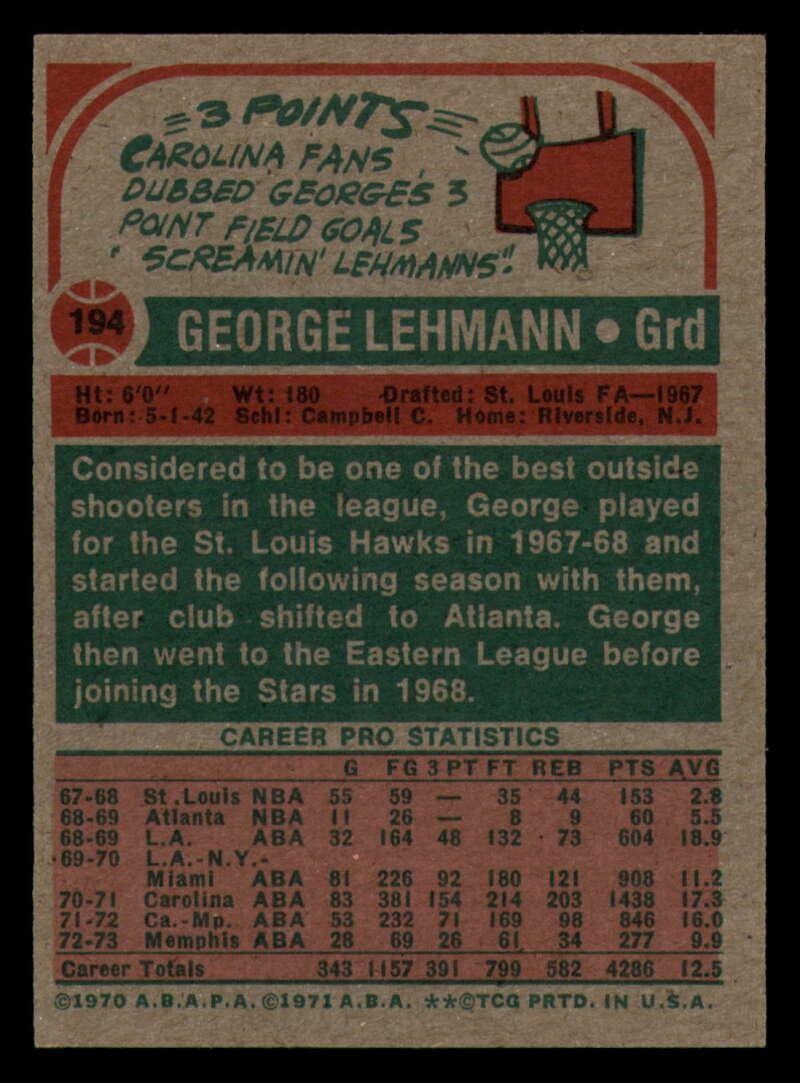 3 POINTS
CAROLINA FANS
DUBBED GEORGE'S 3
POINT FIELD GOALS
"SCREAMIN' LEHMANNS".
194
GEORGE LEHMANN • Grd
Ht: 6'0" Wt: 180 Drafted: St. Louis FA—1967
Born: 5-1-42 Schl: Campbell C. Home: Riverside, N.J.
Considered to be one of the best outside
shooters in the league, George played
for the St. Louis Hawks in 1967-68 and
started the following season with them,
after club shifted to Atlanta. George
then went to the Eastern League before
joining the Stars in 1968.
CAREER PRO STATISTICS
G FG 3 PT FT REB PTS AVG
67-68 St. Louis NBA 55 59 — 35 44 153 2.8
68-69 Atlanta NBA 11 26 — 8 9 60 5.5
68-69 L.A. ABA 32 164 48 132 73 604 18.9
69-70 L.A.-N.Y.-
Miami ABA 81 226 92 180 121 908 11.2
70-71 Carolina ABA 83 381 154 214 203 1438 17.3
71-72 Ca.-Mp. ABA 53 232 71 169 98 846 16.0
72-73 Memphis ABA 28 69 26 61 34 277 9.9
Career Totals 343 1157 391 799 582 4286 12.5
©1970 A.B.A.P.A. ©1971 A.B.A. **©TCG PRTD. IN U.S.A.